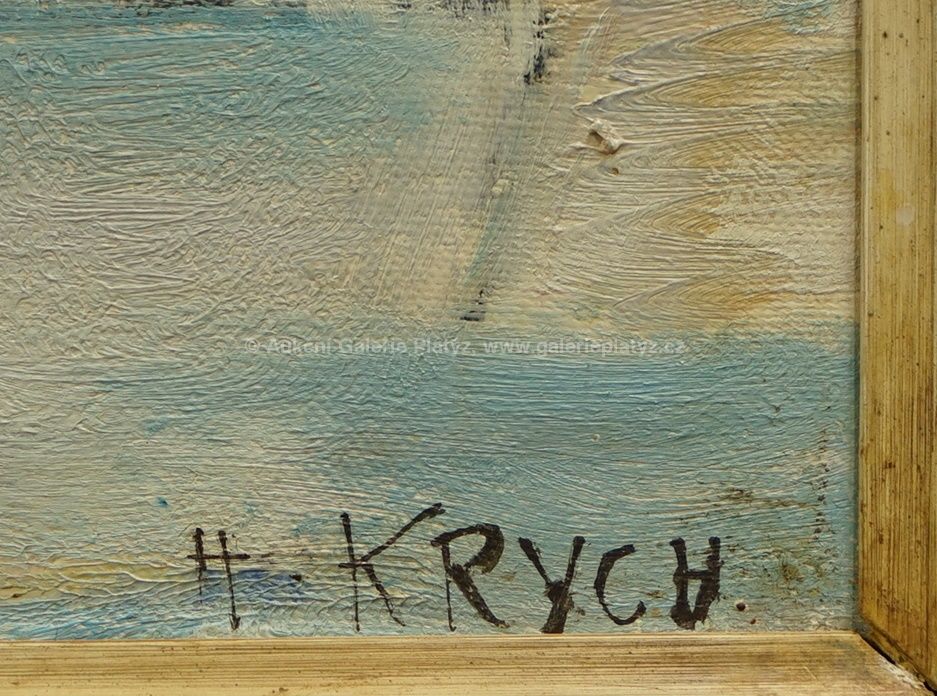 © Aukční Galerie Platýz, www.galerieplatyz.cz
H. KRYCH